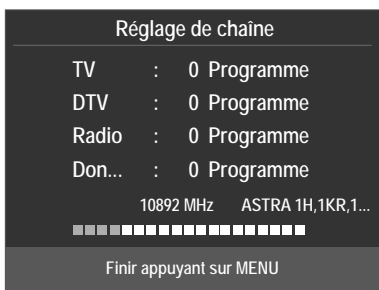 Réglage de chaîne
TV : 0 Programme
DTV : 0 Programme
Radio : 0 Programme
Don... : 0 Programme
10892 MHz ASTRA 1H,1KR,1...
Finir appuyant sur MENU